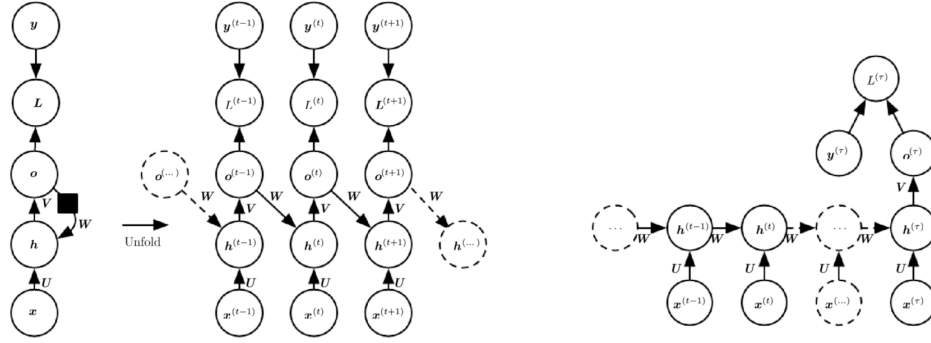 y y^{(t-1)} y^{(t)} y^{(t+1)}
L^{(τ)}
L L^{(t-1)} L^{(t)} L^{(t+1)}
y^{(τ)} o^{(τ)}
o o^{(...)} o^{(t-1)} o^{(t)} o^{(t+1)}
V W W W V V V W V
W
Unfold
h h^{(t-1)} h^{(t)} h^{(t+1)} h^{(...)}
... h^{(t-1)} h^{(t)} ... h^{(τ)}
W W W W
U U U U U U U U
x x^{(t-1)} x^{(t)} x^{(t+1)}
x^{(t-1)} x^{(t)} x^{(...)} x^{(τ)}